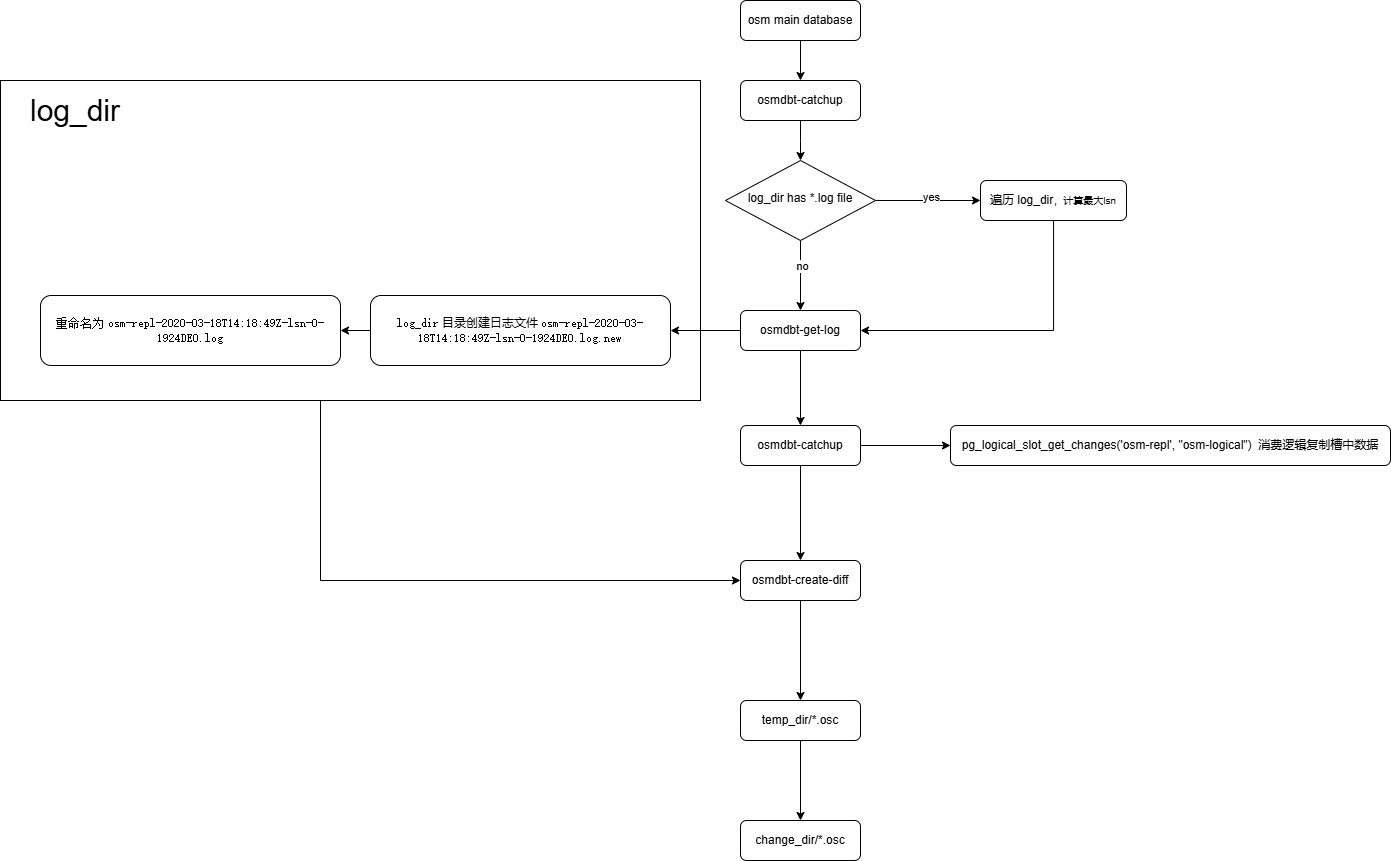 osm main database
osmdbt-catchup
log_dir
log_dir has *.log file
yes
遍历 log_dir，计算最大lsn
no
重命名为 osm-repl-2020-03-18T14:18:49Z-lsn-0-
1924DE0.log
log_dir 目录创建日志文件 osm-repl-2020-03-
18T14:18:49Z-lsn-0-1924DE0.log.new
osmdbt-get-log
osmdbt-catchup
pg_logical_slot_get_changes('osm-repl', "osm-logical") 消费逻辑复制槽中数据
osmdbt-create-diff
temp_dir/*.osc
change_dir/*.osc